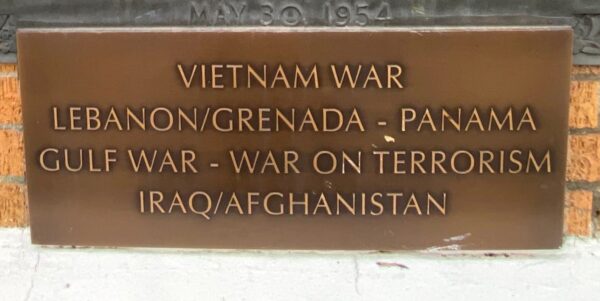 MAY 30, 1954
VIETNAM WAR
LEBANON/GRENADA - PANAMA
GULF WAR - WAR ON TERRORISM
IRAQ/AFGHANISTAN